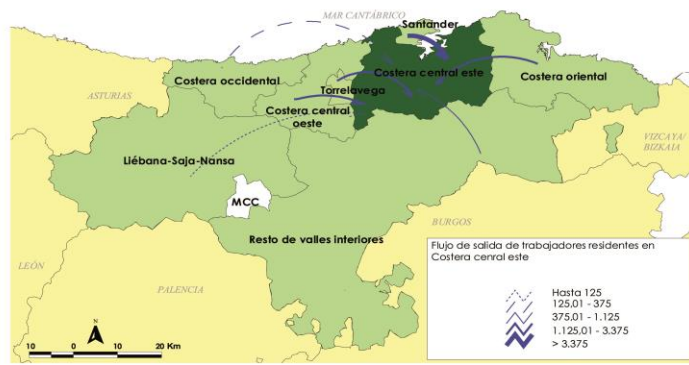 MAR CANTÁBRICO
Santander
Costera occidental
Costera central este
Costera oriental
ASTURIAS
Torrelavega
Costera central
oeste
VIZCAYA/
BIZKAIA
Liébana-Saja-Nansa
MCC
BURGOS
Resto de valles interiores
LEÓN
PALENCIA
Flujo de salida de trabajadores residentes en
Costera cenral este
Hasta 125
125,01 - 375
375,01 - 1.125
1.125,01 - 3.375
> 3.375
N
10 0 10 20 Km